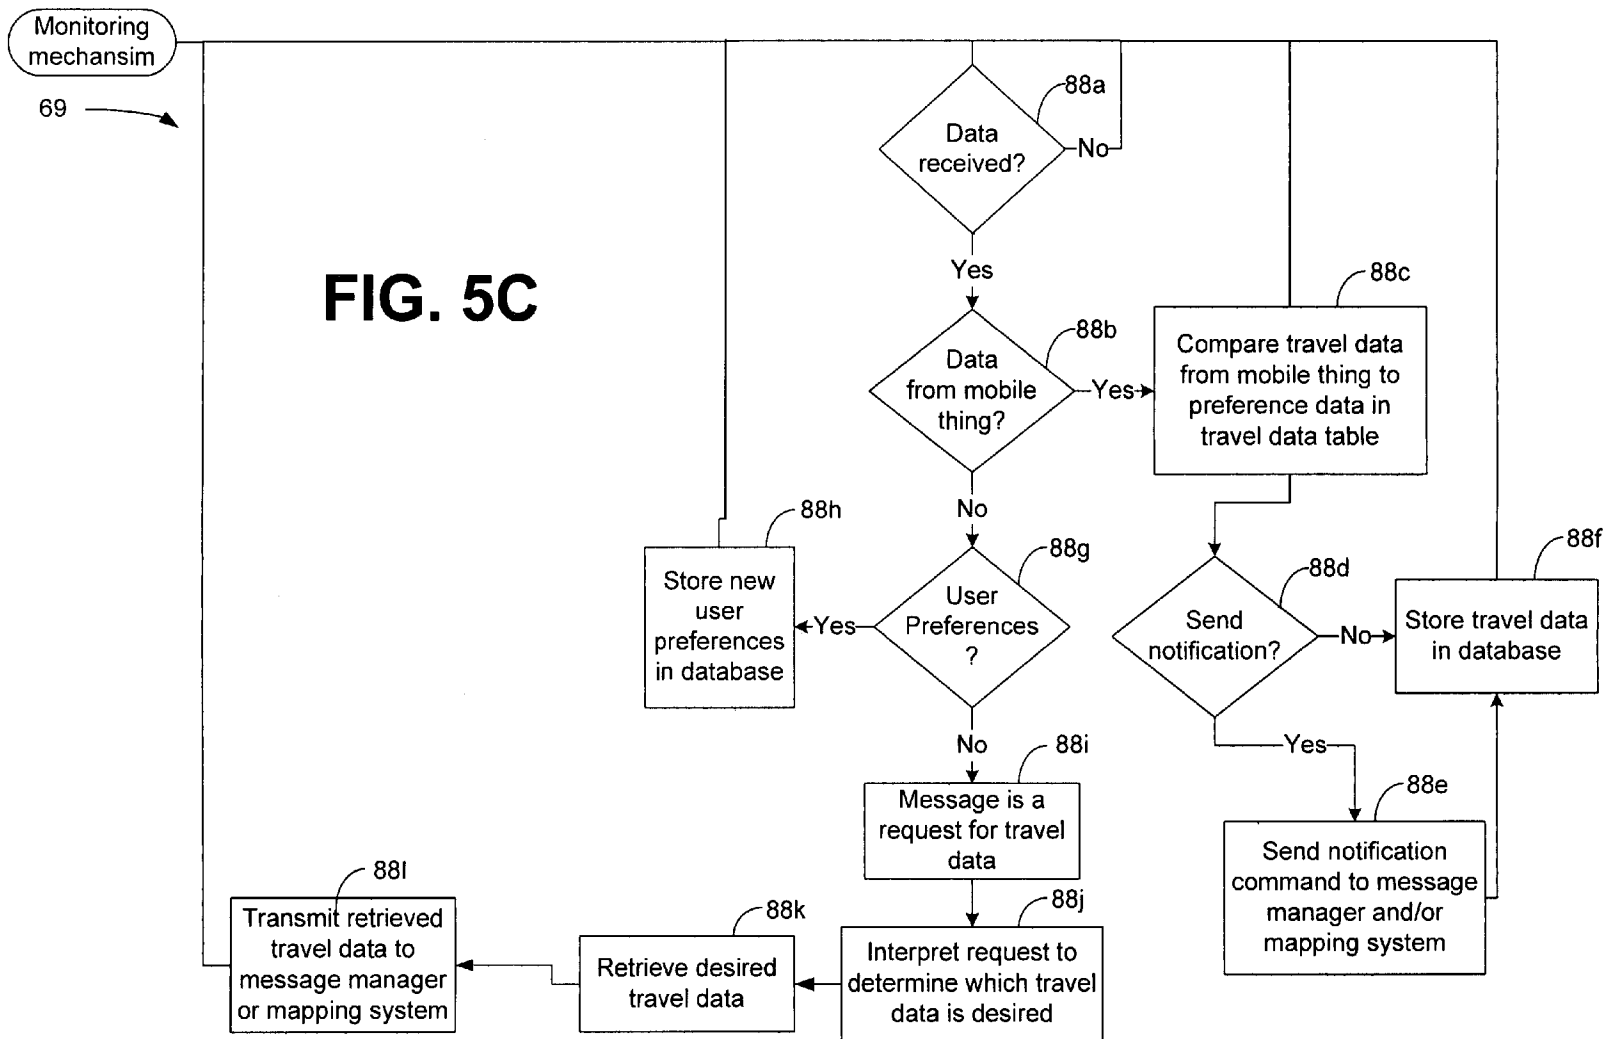 Monitoring
mechansim
69
88a
Data
received?
No
Yes
FIG. 5C
88b
Data
from mobile
thing?
Yes
88c
Compare travel data
from mobile thing to
preference data in
travel data table
No
88h
Store new
user
preferences
in database
Yes
88g
User
Preferences
?
88d
Send
notification?
No
88f
Store travel data
in database
No
Yes
88i
Message is a
request for travel
data
88e
Send notification
command to message
manager and/or
mapping system
88l
Transmit retrieved
travel data to
message manager
or mapping system
88k
Retrieve desired
travel data
88j
Interpret request to
determine which travel
data is desired